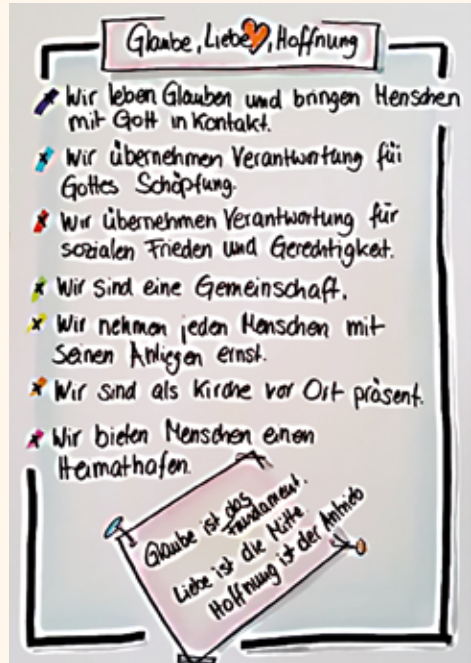 Glaube, Liebe, Hoffnung
Wir leben Glauben und bringen Menschen
mit Gott in Kontakt.
Wir übernehmen Verantwortung für
Gottes Schöpfung.
Wir übernehmen Verantwortung für
sozialen Frieden und Gerechtigkeit.
Wir sind eine Gemeinschaft.
Wir nehmen jeden Menschen mit
Seinen Anliegen ernst.
Wir sind als Kirche vor Ort präsent.
Wir bieten Menschen einen
Heimathafen.
Glaube ist das
Fundament.
Liebe ist die Mitte.
Hoffnung ist der Antrieb